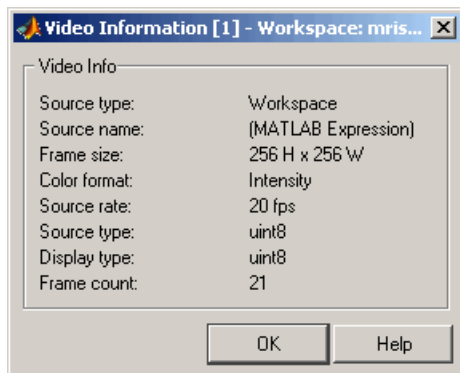 Video Information [1] - Workspace: mris...
Video Info
Source type: Workspace
Source name: (MATLAB Expression)
Frame size: 256 H x 256 W
Color format: Intensity
Source rate: 20 fps
Source type: uint8
Display type: uint8
Frame count: 21
OK Help